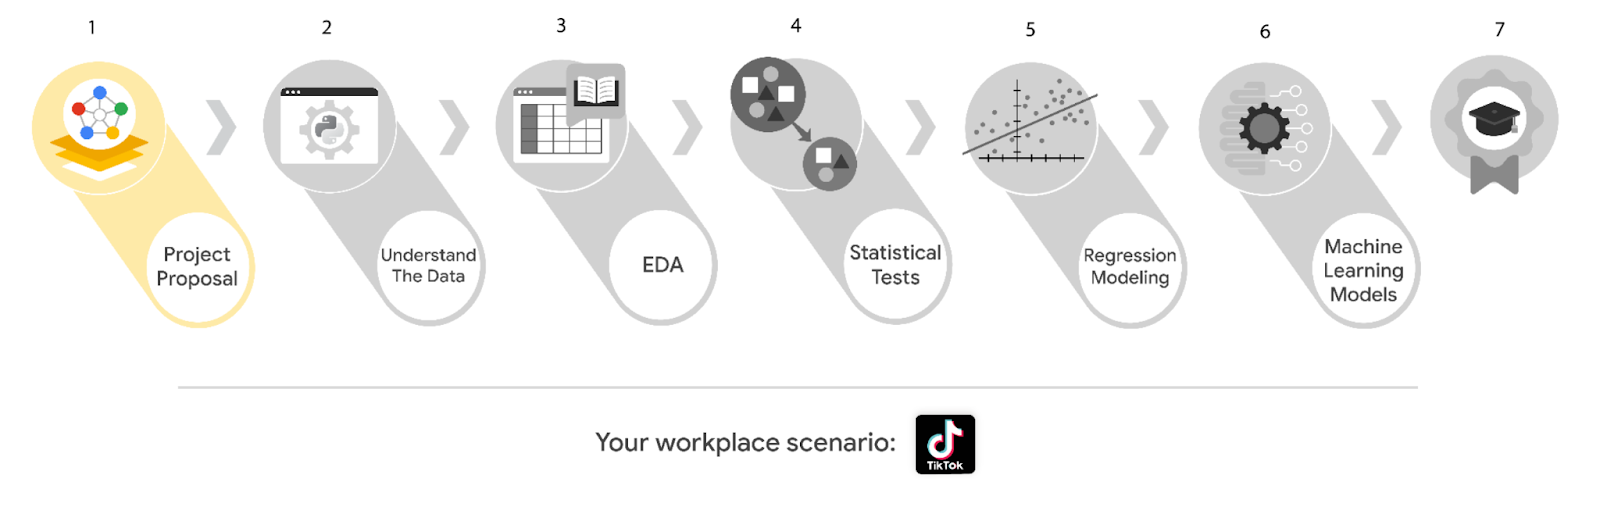 1
2
3
4
5
6
7
Project
Proposal
Understand
The Data
EDA
Statistical
Tests
Regression
Modeling
Machine
Learning
Models
Your workplace scenario:
TikTok